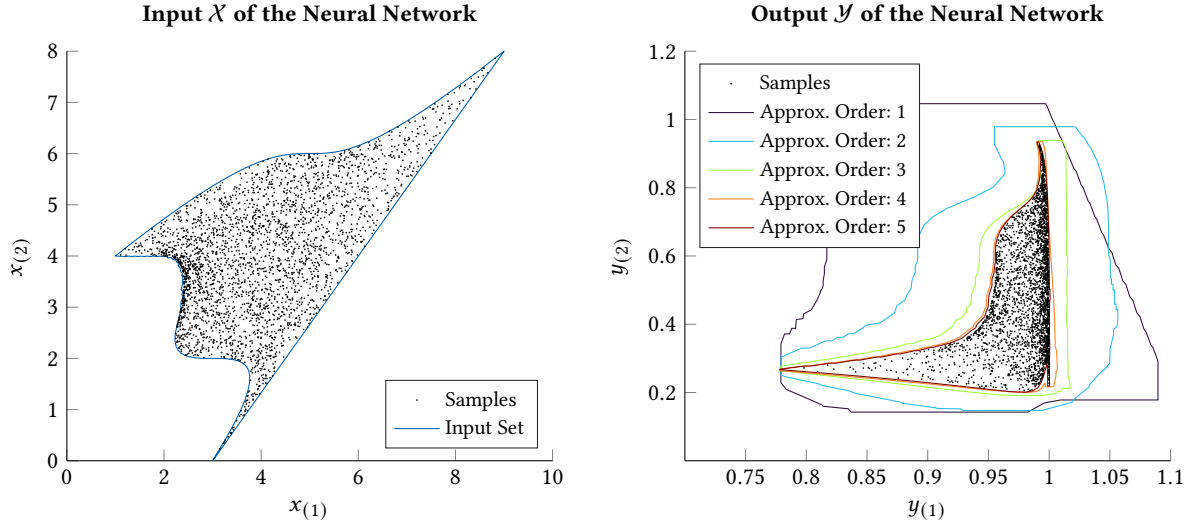 Input 𝒳 of the Neural Network
8
7
6
5
4
3
2
1
0
0
2
4
6
8
10
x(1)
x(2)
Samples
Input Set
Output 𝒴 of the Neural Network
1.2
1
0.8
0.6
0.4
0.2
0.75
0.8
0.85
0.9
0.95
1
1.05
1.1
y(1)
y(2)
Samples
Approx. Order: 1
Approx. Order: 2
Approx. Order: 3
Approx. Order: 4
Approx. Order: 5